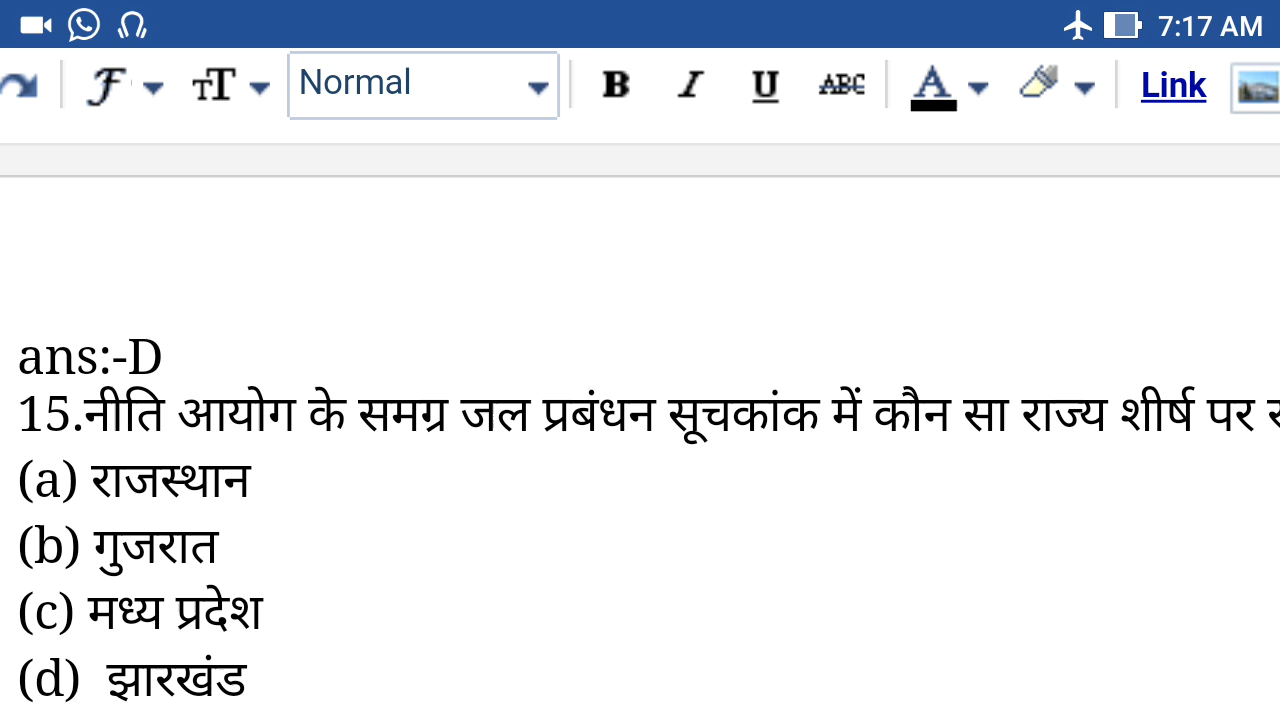 7:17 AM
Normal B I U ABC A Link
ans:-D
15.नीति आयोग के समग्र जल प्रबंधन सूचकांक में कौन सा राज्य शीर्ष पर
(a) राजस्थान
(b) गुजरात
(c) मध्य प्रदेश
(d) झारखंड